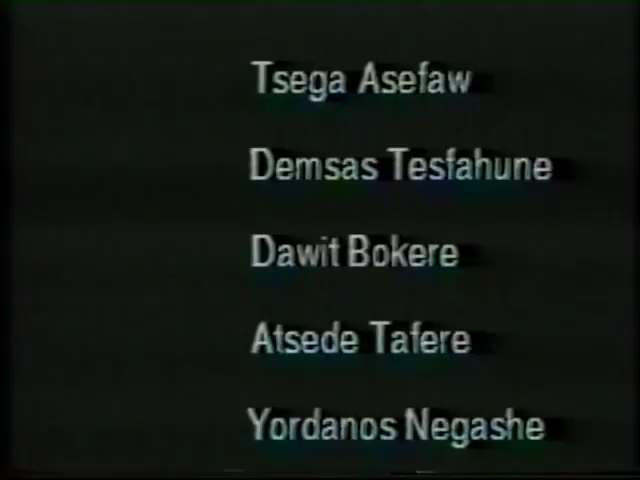 Tsega Asefaw
Demsas Tesfahune
Dawit Bokere
Atsede Tafere
Yordanos Negashe